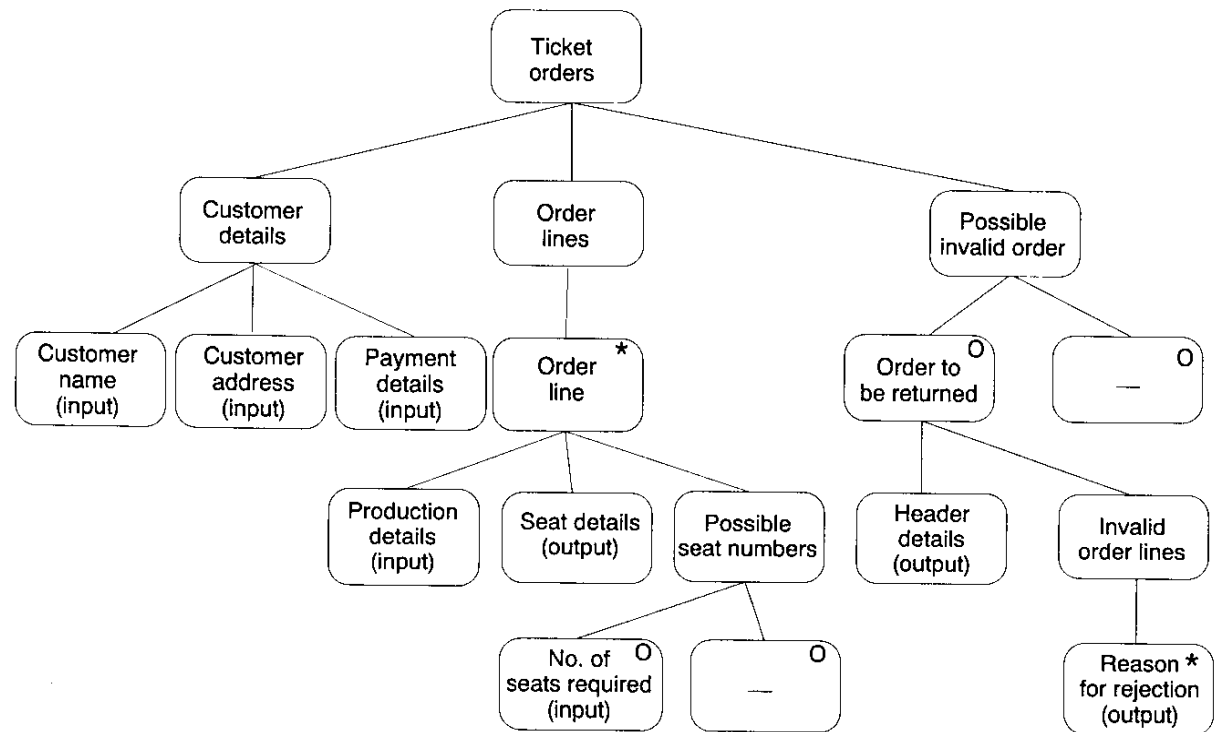 Ticket
orders
Customer
details
Order
lines
Possible
invalid order
Customer
name
(input)
Customer
address
(input)
Payment
details
(input)
*
Order
line
O
Order to
be returned
O
—
Production
details
(input)
Seat details
(output)
Possible
seat numbers
Header
details
(output)
Invalid
order lines
No. of O
seats required
(input)
O
—
Reason *
for rejection
(output)